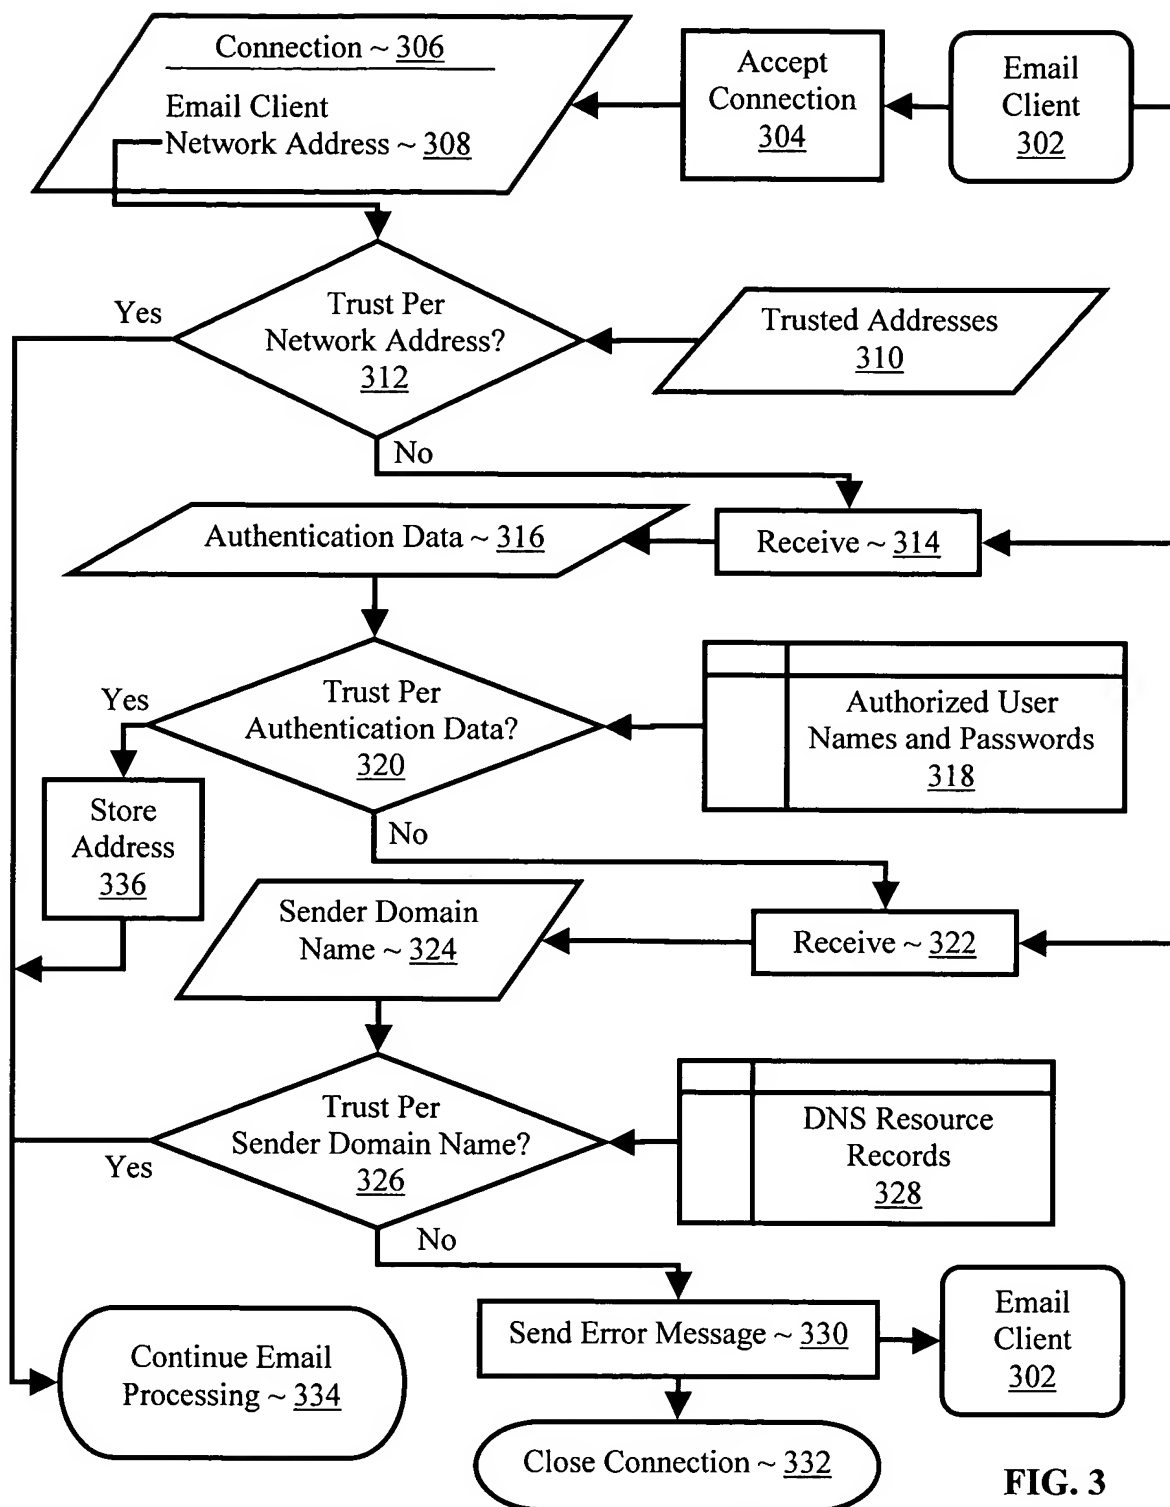 Connection ~ 306
Email Client
Network Address ~ 308
Accept
Connection
304
Email
Client
302
Trust Per
Network Address?
312
Yes
No
Trusted Addresses
310
Receive ~ 314
Authentication Data ~ 316
Trust Per
Authentication Data?
320
Yes
No
Authorized User
Names and Passwords
318
Store
Address
336
Receive ~ 322
Sender Domain
Name ~ 324
Trust Per
Sender Domain Name?
326
Yes
No
DNS Resource
Records
328
Send Error Message ~ 330
Email
Client
302
Continue Email
Processing ~ 334
Close Connection ~ 332
FIG. 3